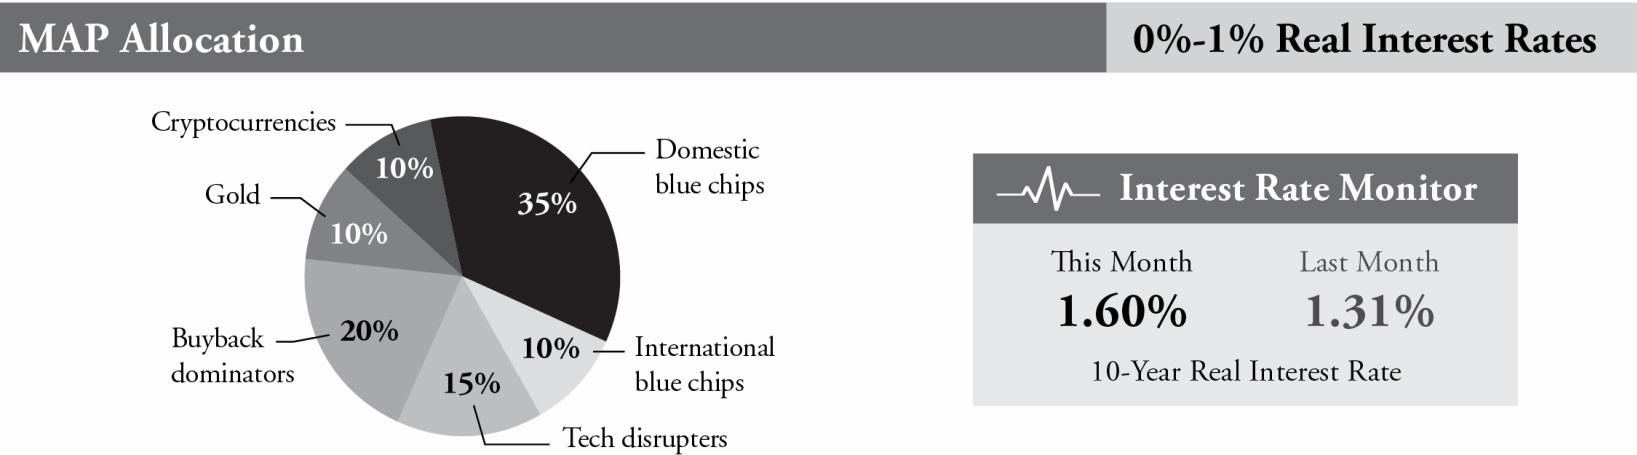 MAP Allocation
0%-1% Real Interest Rates
Cryptocurrencies
10%
Domestic
blue chips
35%
Gold
10%
Buyback
dominators
20%
10%
International
blue chips
15%
Tech disrupters
Interest Rate Monitor
This Month
Last Month
1.60%
1.31%
10-Year Real Interest Rate